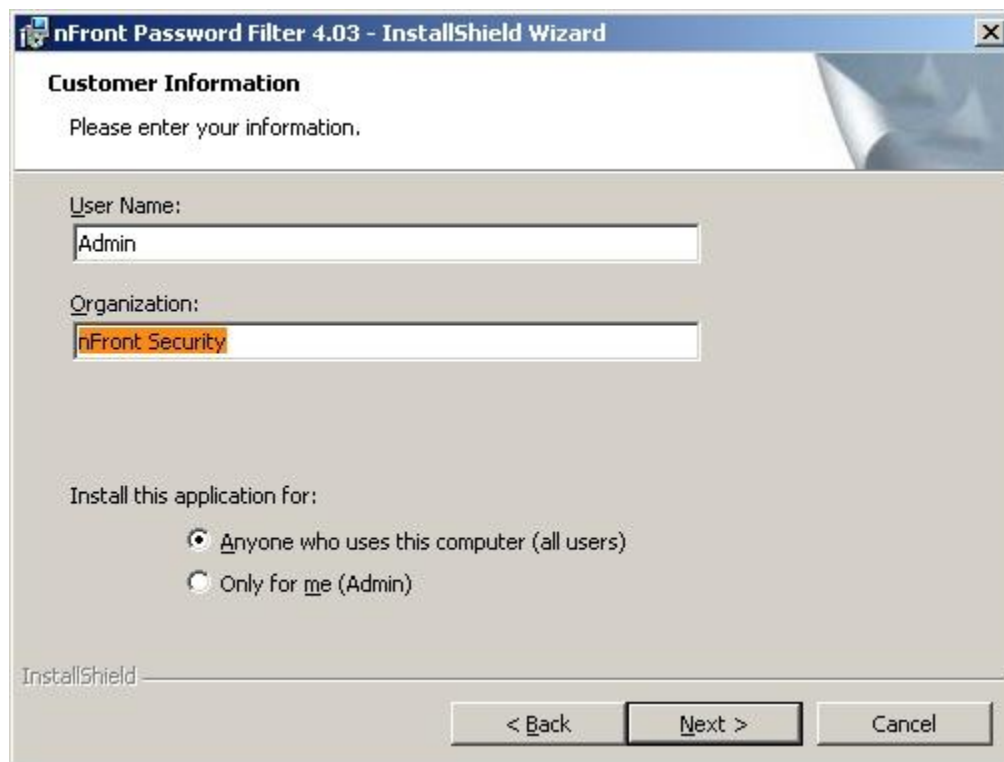 nFront Password Filter 4.03 - InstallShield Wizard
Customer Information
Please enter your information.
User Name:
Admin
Organization:
nFront Security
Install this application for:
Anyone who uses this computer (all users)
Only for me (Admin)
InstallShield
< Back Next > Cancel